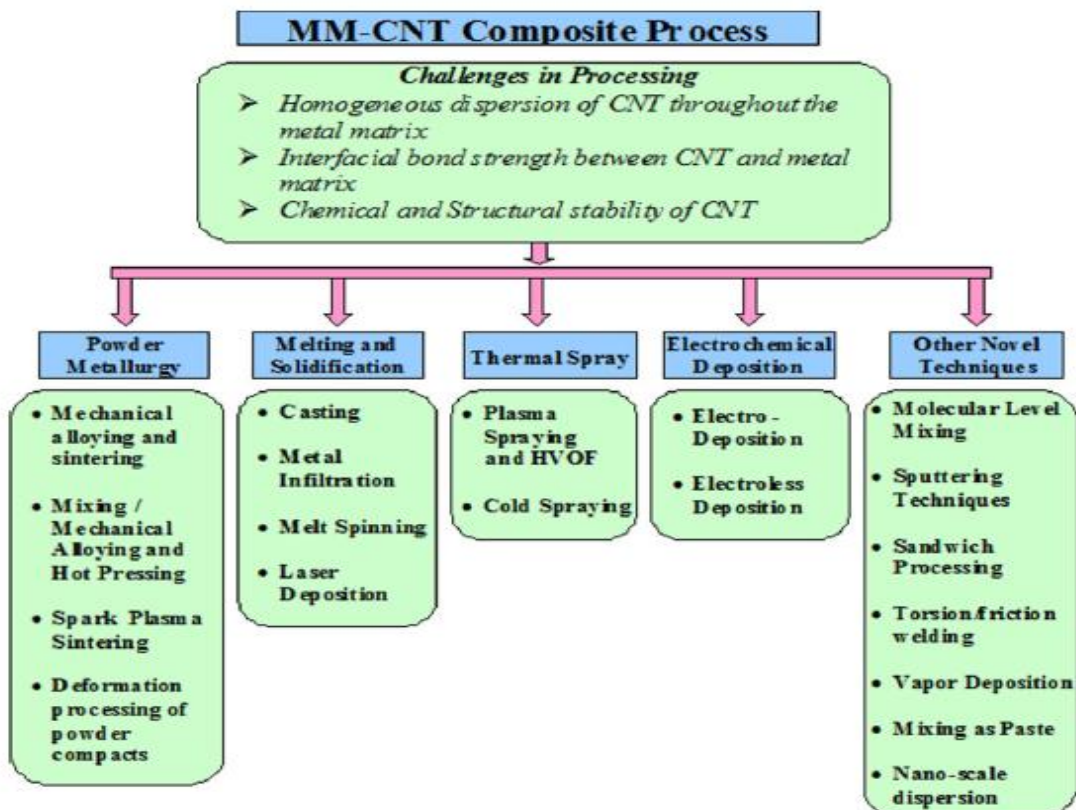 MM-CNT Composite Process
Challenges in Processing
➢ Homogeneous dispersion of CNT throughout the
metal matrix
➢ Interfacial bond strength between CNT and metal
matrix
➢ Chemical and Structural stability of CNT
Powder
Metallurgy
• Mechanical
alloying and
sintering
• Mixing /
Mechanical
Alloying and
Hot Pressing
• Spark Plasma
Sintering
• Deformation
processing of
powder
compacts
Melting and
Solidification
• Casting
• Metal
Infiltration
• Melt Spinning
• Laser
Deposition
Thermal Spray
• Plasma
Spraying
and HVOF
• Cold Spraying
Electrochemical
Deposition
• Electro-
Deposition
• Electroless
Deposition
Other Novel
Techniques
• Molecular Level
Mixing
• Sputtering
Techniques
• Sandwich
Processing
• Torsion/friction
welding
• Vapor Deposition
• Mixing as Paste
• Nano-scale
dispersion